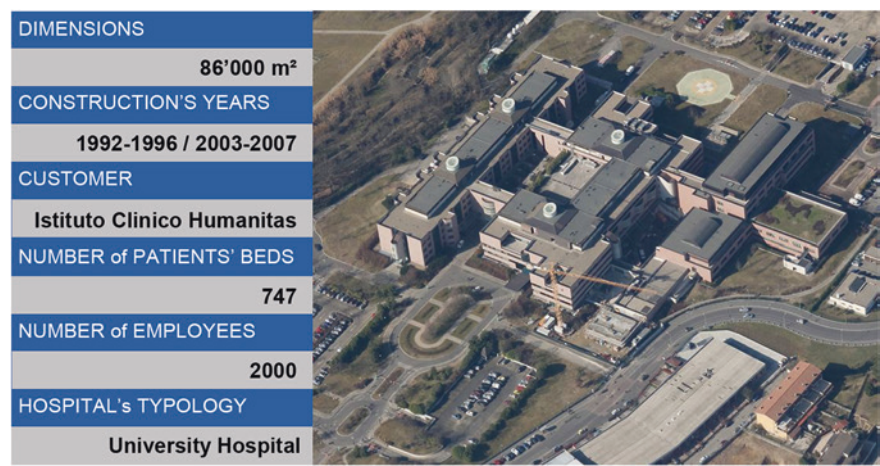 DIMENSIONS
86’000 m²
CONSTRUCTION’S YEARS
1992-1996 / 2003-2007
CUSTOMER
Istituto Clinico Humanitas
NUMBER of PATIENTS’ BEDS
747
NUMBER of EMPLOYEES
2000
HOSPITAL’s TYPOLOGY
University Hospital